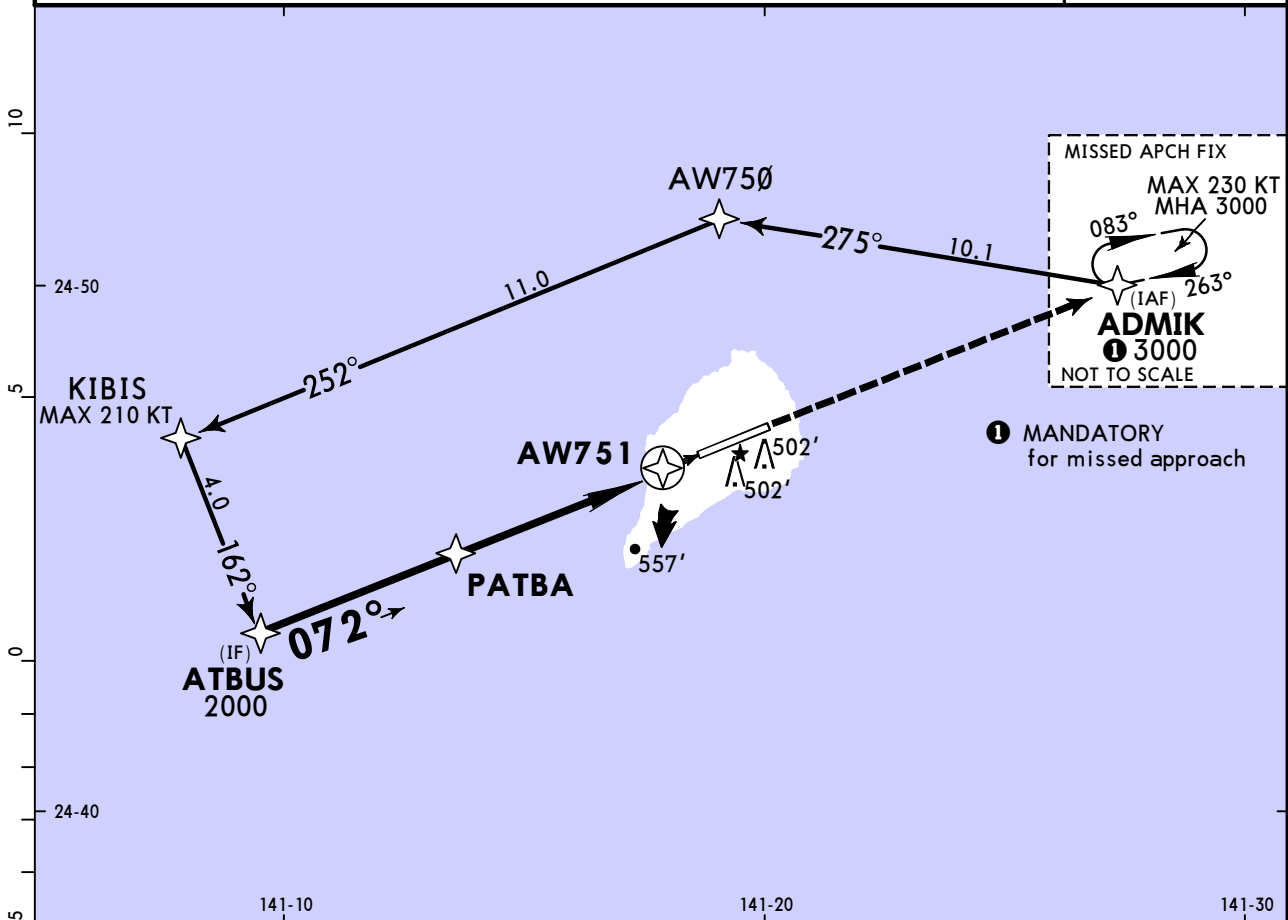 10
MISSED APCH FIX
AW750
MAX 230 KT
MHA 3000
083°
275°
10.1
263°
24-50
11.0
(IAF)
ADMIK
1 3000
NOT TO SCALE
252°
KIBIS
MAX 210 KT
5
1 MANDATORY
for missed approach
AW751
502'
502'
4.0
162°
557'
PATBA
072°
0
(IF)
ATBUS
2000
24-40
141-10
141-20
141-30
5